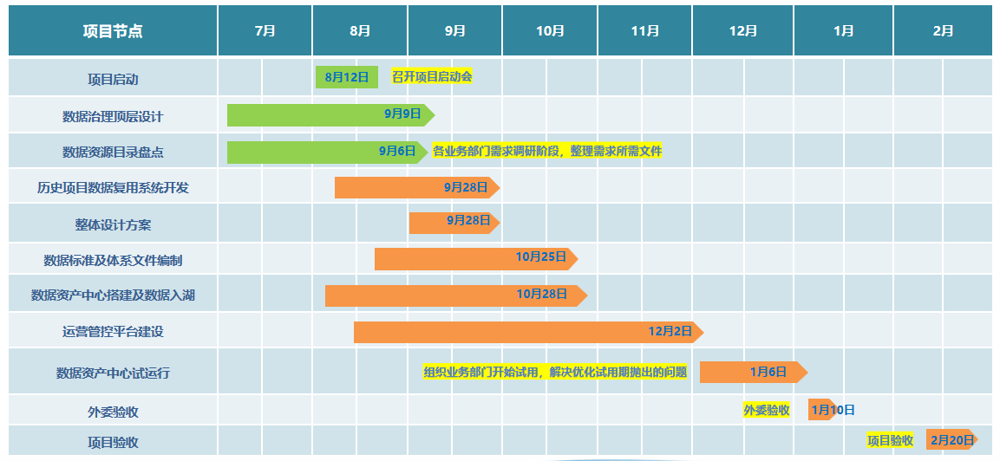 项目节点 7月 8月 9月 10月 11月 12月 1月 2月
项目启动 8月12日 召开项目启动会
数据治理顶层设计 9月9日
数据资源目录盘点 9月6日 各业务部门需求调研阶段，整理需求所需文件
历史项目数据复用系统开发 9月28日
整体设计方案 9月28日
数据标准及体系文件编制 10月25日
数据资产中心搭建及数据入湖 10月28日
运营管控平台建设 12月2日
数据资产中心试运行 组织业务部门开始试用，解决优化试用期抛出的问题 1月6日
外委验收 外委验收 1月10日
项目验收 项目验收 2月20日